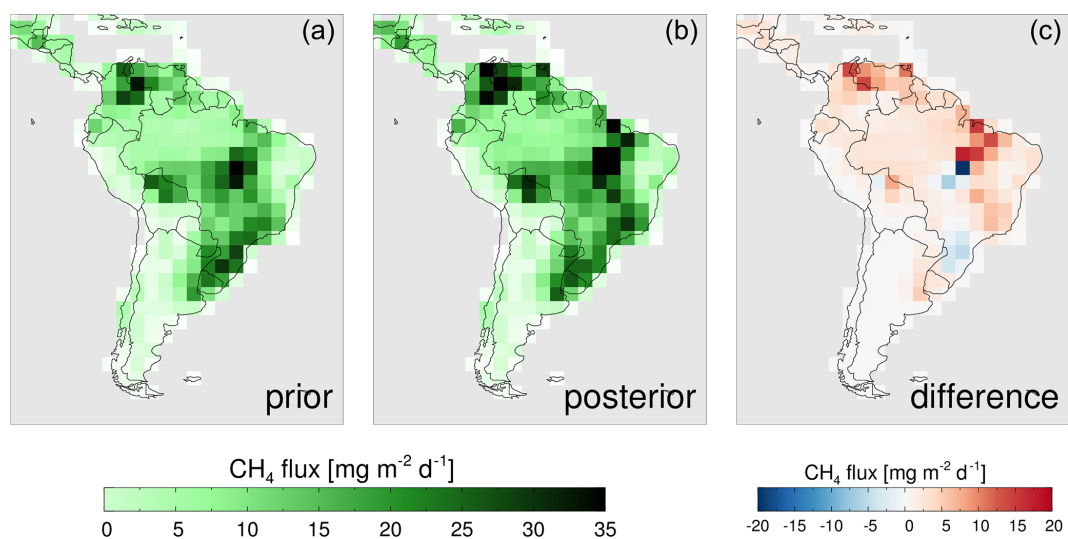 (a) (b) (c)
prior posterior difference
CH₄ flux [mg m⁻² d⁻¹] CH₄ flux [mg m⁻² d⁻¹]
0 5 10 15 20 25 30 35 -20 -15 -10 -5 0 5 10 15 20